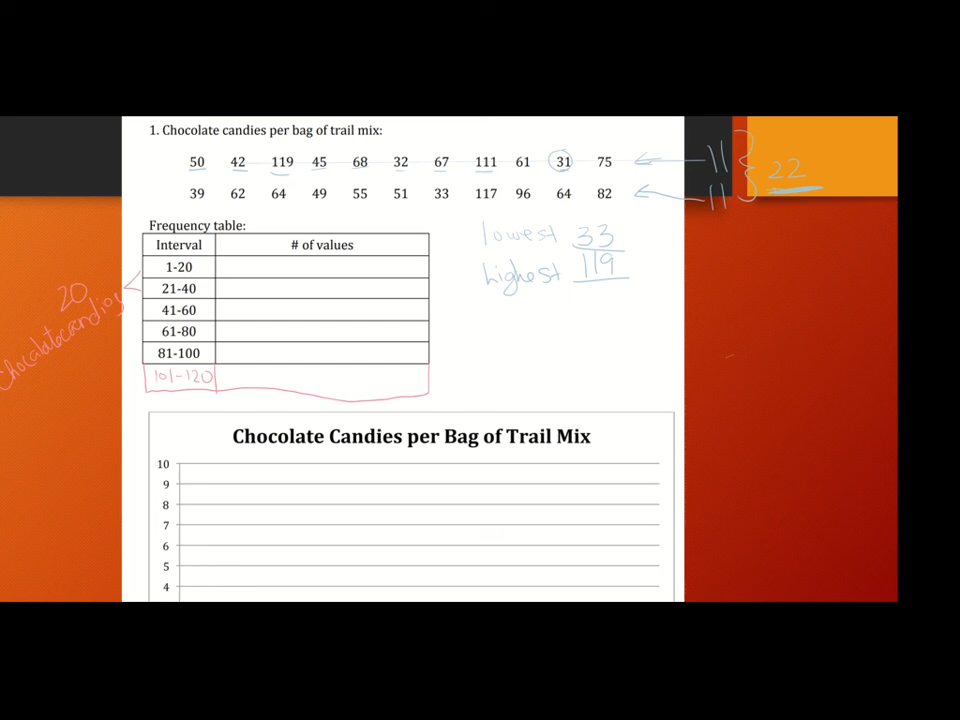 1. Chocolate candies per bag of trail mix:
50 42 119 45 68 32 67 111 61 31 75 11
22
39 62 64 49 55 51 33 117 96 64 82 11
Frequency table:
lowest 33
highest 119
Interval # of values
1-20
21-40
41-60
61-80
81-100
101-120
20
Chocalatecandies
Chocolate Candies per Bag of Trail Mix
10
9
8
7
6
5
4